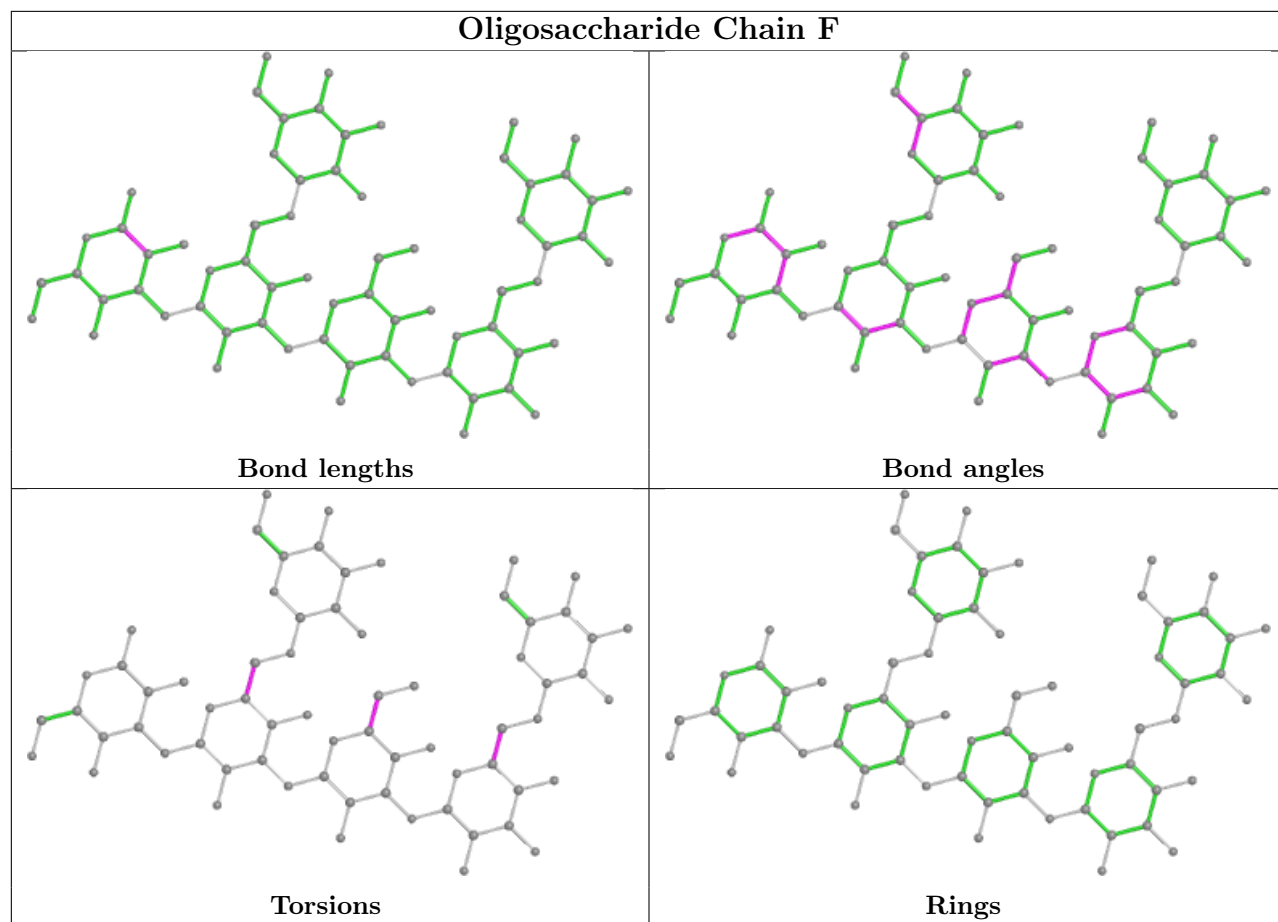 Oligosaccharide Chain F
Bond lengths
Bond angles
Torsions
Rings